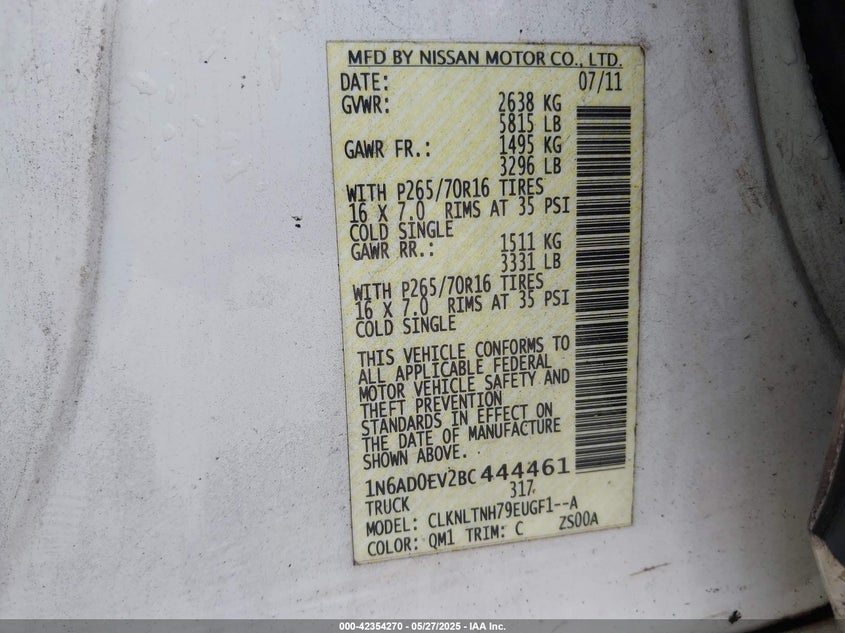 MFD BY NISSAN MOTOR CO., LTD.
DATE: 07/11
GVWR: 2638 KG
5815 LB
GAWR FR.: 1495 KG
3296 LB
WITH P265/70R16 TIRES
16 X 7.0 RIMS AT 35 PSI
COLD SINGLE
GAWR RR.: 1511 KG
3331 LB
WITH P265/70R16 TIRES
16 X 7.0 RIMS AT 35 PSI
COLD SINGLE
THIS VEHICLE CONFORMS TO
ALL APPLICABLE FEDERAL
MOTOR VEHICLE SAFETY AND
THEFT PREVENTION
STANDARDS IN EFFECT ON
THE DATE OF MANUFACTURE
SHOWN ABOVE.
1N6AD0EV2BC444461
TRUCK 317
MODEL: CLKNLTNH79EUGF1--A
COLOR: QM1 TRIM: C ZS00A
000-42354270 - 05/27/2025 - IAA Inc.